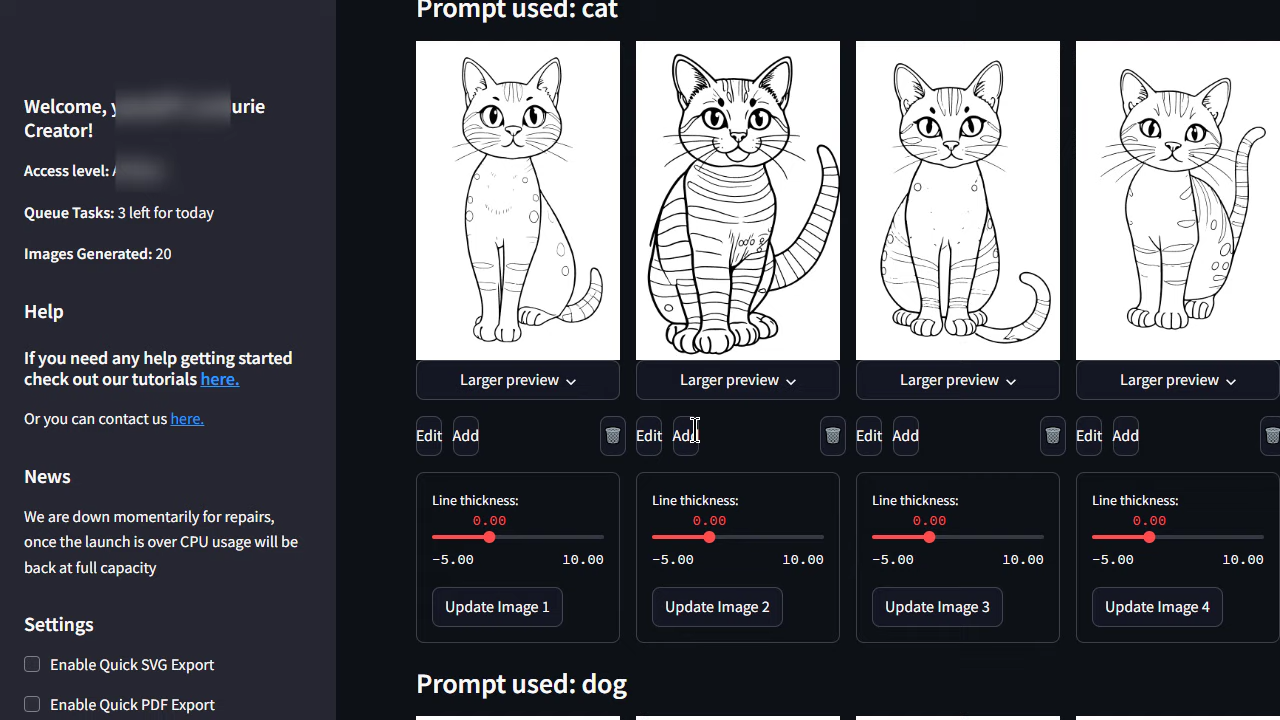 Welcome, urie
Creator!
Access level:
Queue Tasks: 3 left for today
Images Generated: 20
Help
If you need any help getting started
check out our tutorials here.
Or you can contact us here.
News
We are down momentarily for repairs,
once the launch is over CPU usage will be
back at full capacity
Settings
Enable Quick SVG Export
Enable Quick PDF Export
Prompt used: cat
Larger preview Larger preview Larger preview Larger preview
Edit Add Edit Add Edit Add Edit Add
Line thickness: Line thickness: Line thickness: Line thickness:
0.00 0.00 0.00 0.00
-5.00 10.00 -5.00 10.00 -5.00 10.00 -5.00 10.00
Update Image 1 Update Image 2 Update Image 3 Update Image 4
Prompt used: dog